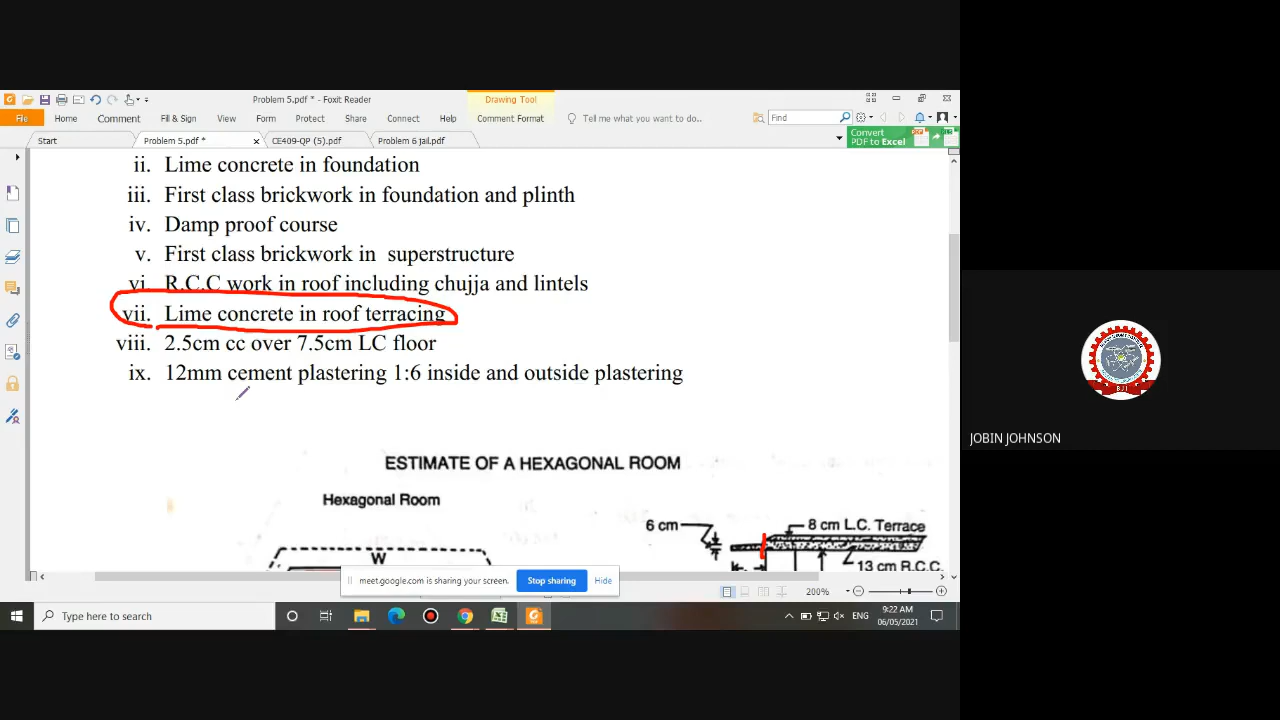 Problem 5.pdf * - Foxit Reader
Drawing Tool
File Home Comment Fill & Sign View Form Protect Share Connect Help Comment Format Tell me what you want to do.. Find
Start Problem 5.pdf * CE409-QP (5).pdf Problem 6 Jail.pdf
Convert
PDF to Excel
ii. Lime concrete in foundation
iii. First class brickwork in foundation and plinth
iv. Damp proof course
v. First class brickwork in superstructure
vi. R.C.C work in roof including chujja and lintels
vii. Lime concrete in roof terracing
viii. 2.5cm cc over 7.5cm LC floor
ix. 12mm cement plastering 1:6 inside and outside plastering
ESTIMATE OF A HEXAGONAL ROOM
Hexagonal Room
W
6 cm
8 cm L.C. Terrace
13 cm R.C.C.
meet.google.com is sharing your screen. Stop sharing Hide
200%
Type here to search
ENG
9:22 AM
06/05/2021
BJI
JOBIN JOHNSON